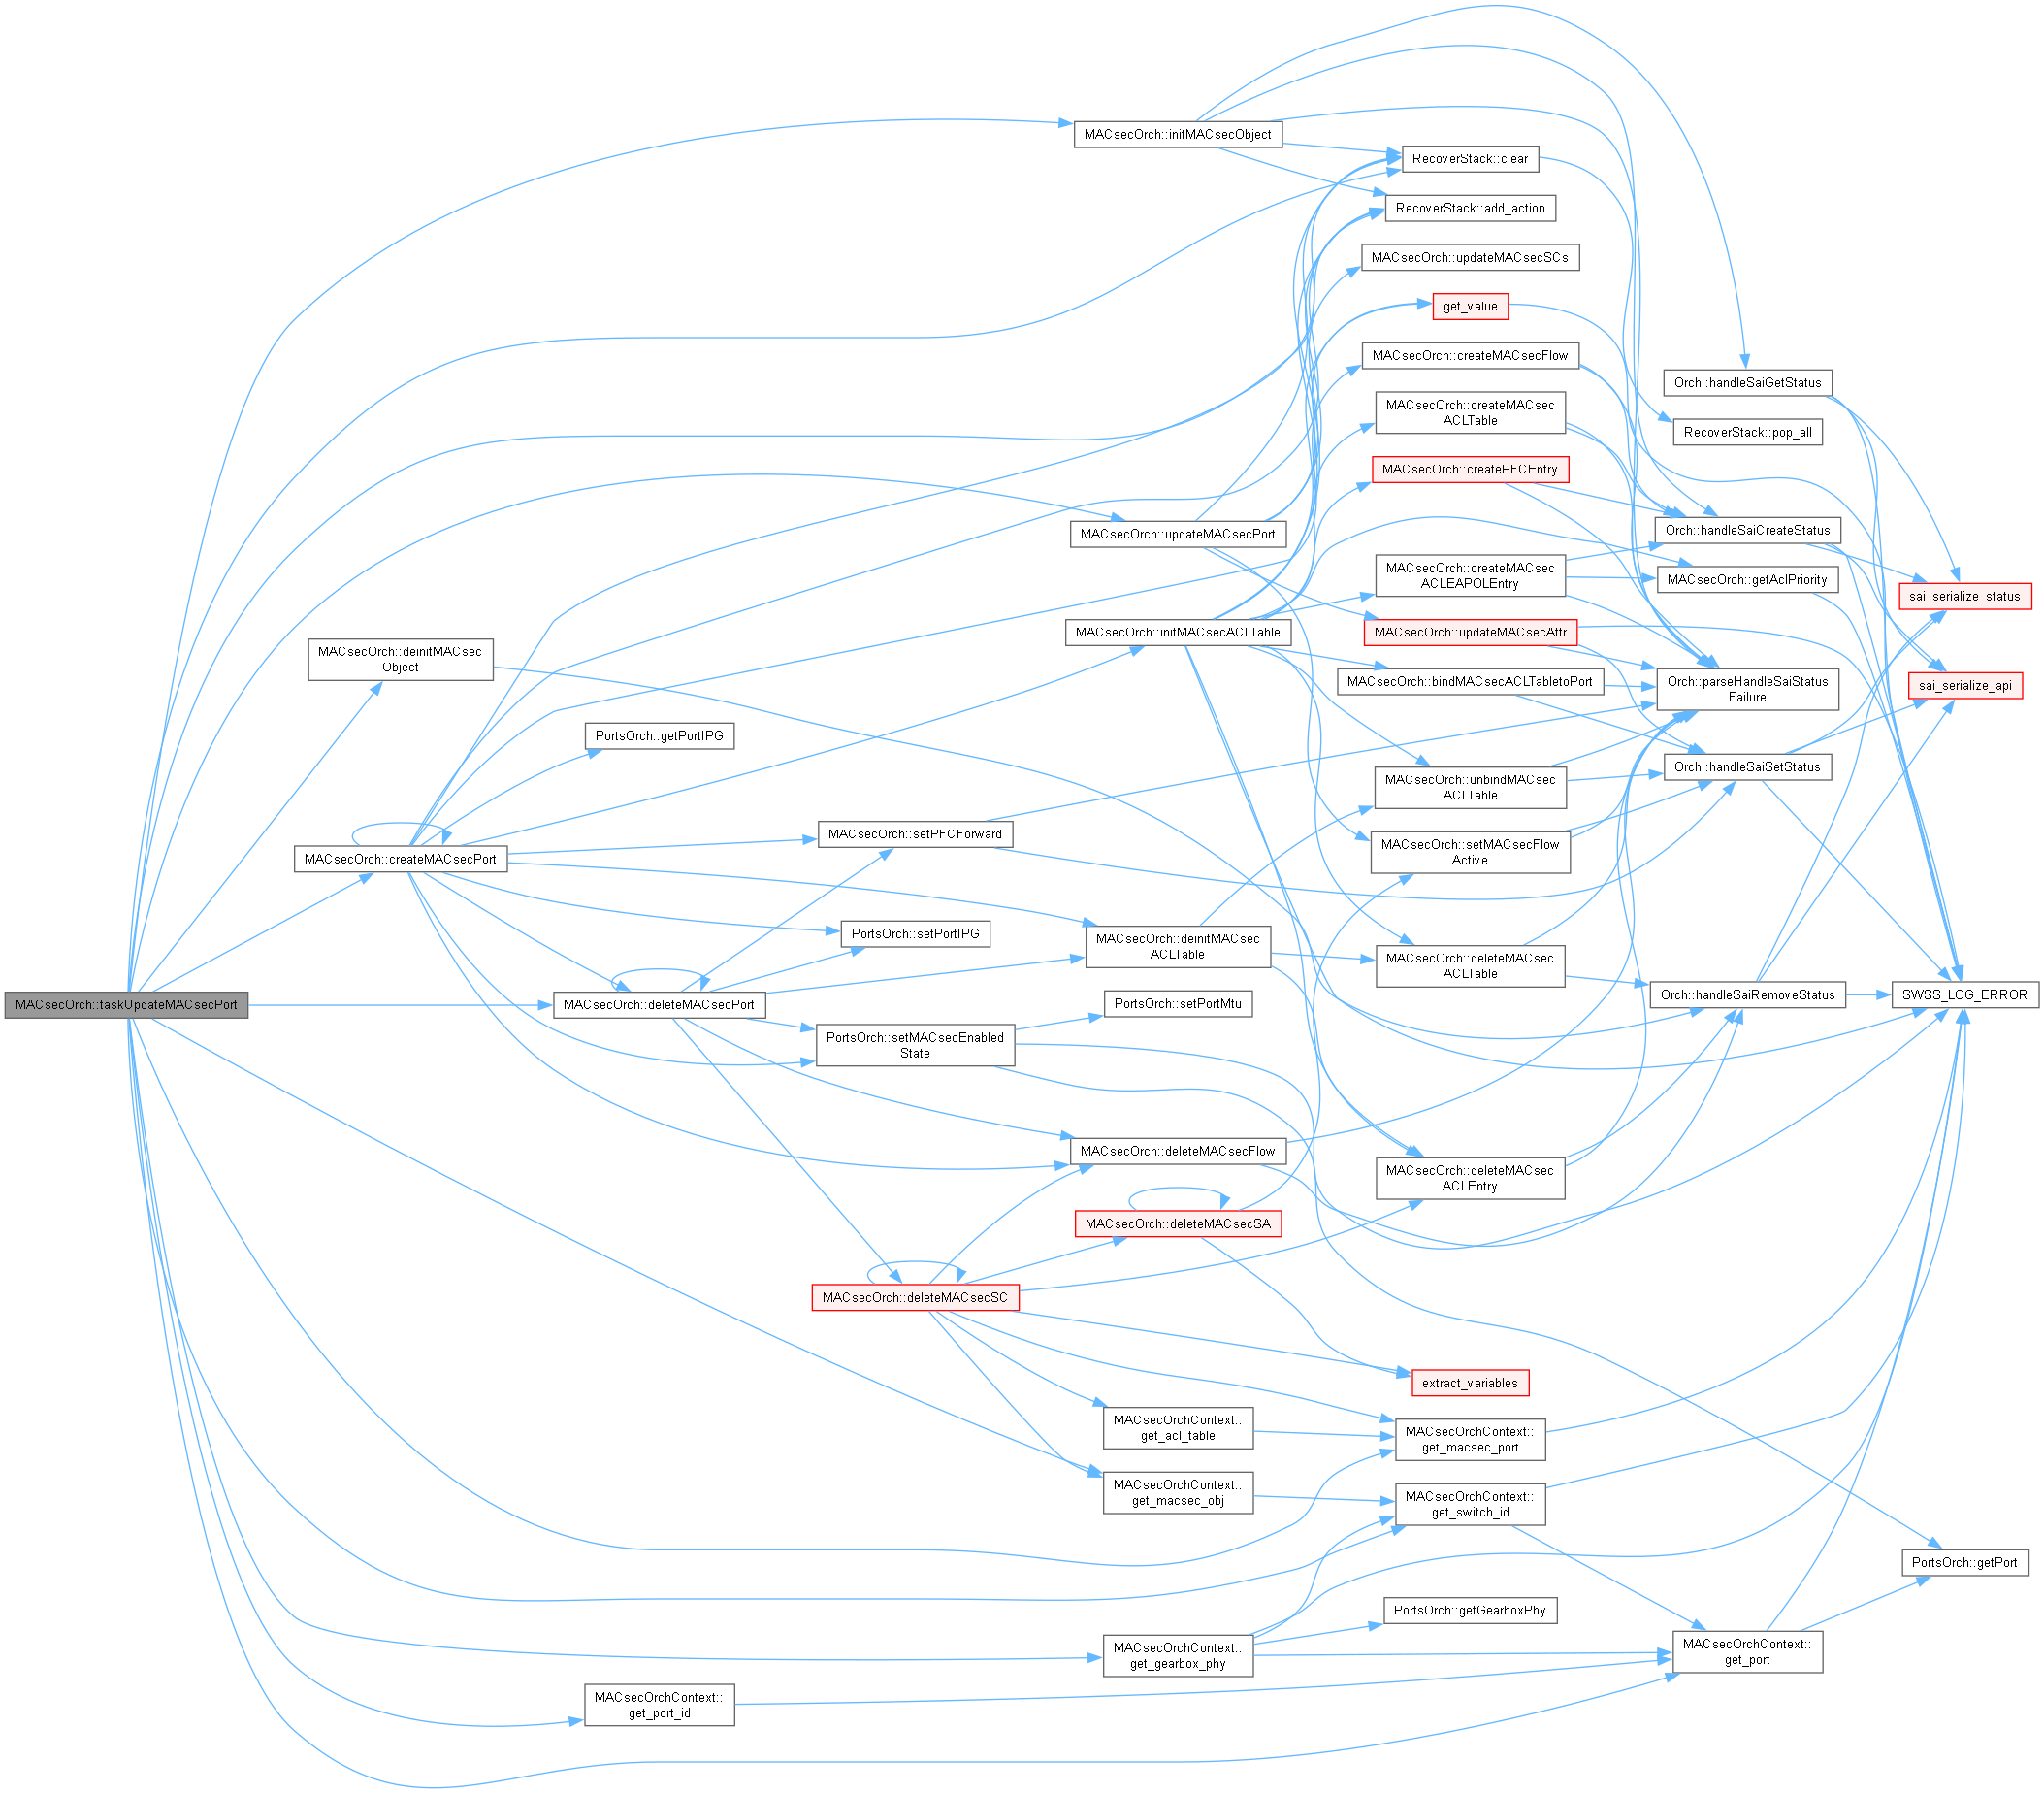 MACsecOrch::initMACsecObject
RecoverStack::clear
RecoverStack::add_action
MACsecOrch::updateMACsecSCs
get_value
MACsecOrch::createMACsecFlow
Orch::handleSaiGetStatus
MACsecOrch::createMACsec
ACLTable
RecoverStack::pop_all
MACsecOrch::createPFCEntry
MACsecOrch::updateMACsecPort
Orch::handleSaiCreateStatus
MACsecOrch::createMACsec
ACLEAPOLEntry
MACsecOrch::getAclPriority
sai_serialize_status
MACsecOrch::initMACsecACLTable
MACsecOrch::updateMACsecAttr
MACsecOrch::deinitMACsec
Object
MACsecOrch::bindMACsecACLTabletoPort
Orch::parseHandleSaiStatus
Failure
sai_serialize_api
PortsOrch::getPortIPG
MACsecOrch::unbindMACsec
ACLTable
Orch::handleSaiSetStatus
MACsecOrch::setPFCForward
MACsecOrch::createMACsecPort
MACsecOrch::setMACsecFlow
Active
PortsOrch::setPortIPG
MACsecOrch::deinitMACsec
ACLTable
MACsecOrch::deleteMACsec
ACLTable
MACsecOrch::taskUpdateMACsecPort
MACsecOrch::deleteMACsecPort
PortsOrch::setPortMtu
Orch::handleSaiRemoveStatus
SWSS_LOG_ERROR
PortsOrch::setMACsecEnabled
State
MACsecOrch::deleteMACsecFlow
MACsecOrch::deleteMACsec
ACLEntry
MACsecOrch::deleteMACsecSA
MACsecOrch::deleteMACsecSC
extract_variables
MACsecOrchContext::
get_acl_table
MACsecOrchContext::
get_macsec_port
MACsecOrchContext::
get_macsec_obj
MACsecOrchContext::
get_switch_id
PortsOrch::getPort
PortsOrch::getGearboxPhy
MACsecOrchContext::
get_gearbox_phy
MACsecOrchContext::
get_port
MACsecOrchContext::
get_port_id